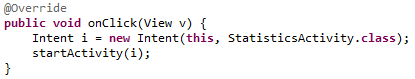 @Override
public void onClick(View v) {
    Intent i = new Intent(this, StatisticsActivity.class);
    startActivity(i);
}